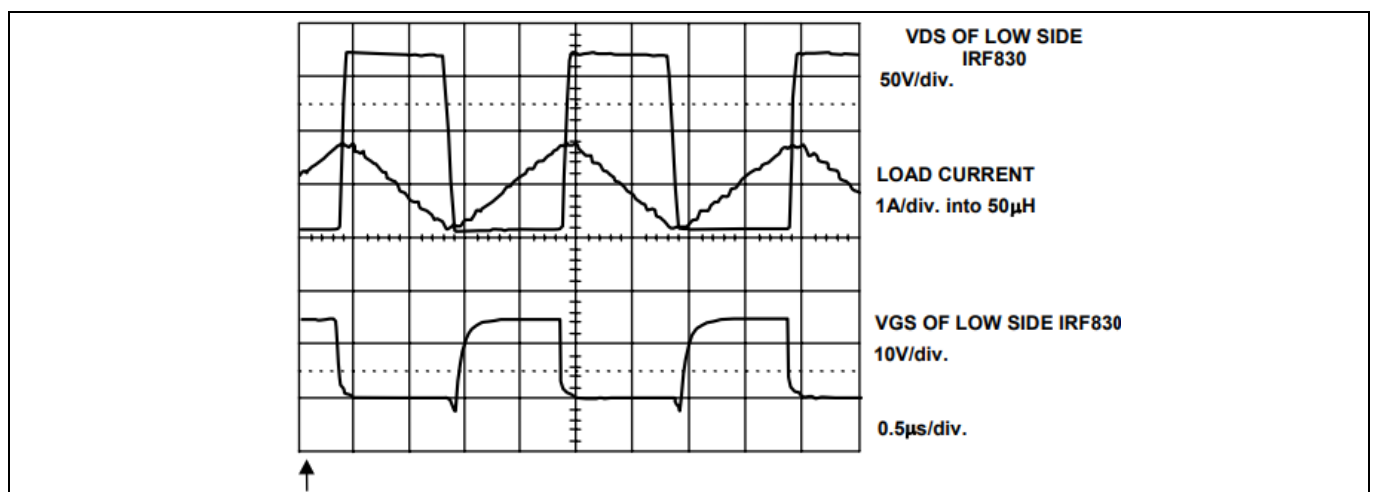 VDS OF LOW SIDE
IRF830
50V/div.
LOAD CURRENT
1A/div. into 50μH
VGS OF LOW SIDE IRF830
10V/div.
0.5μs/div.